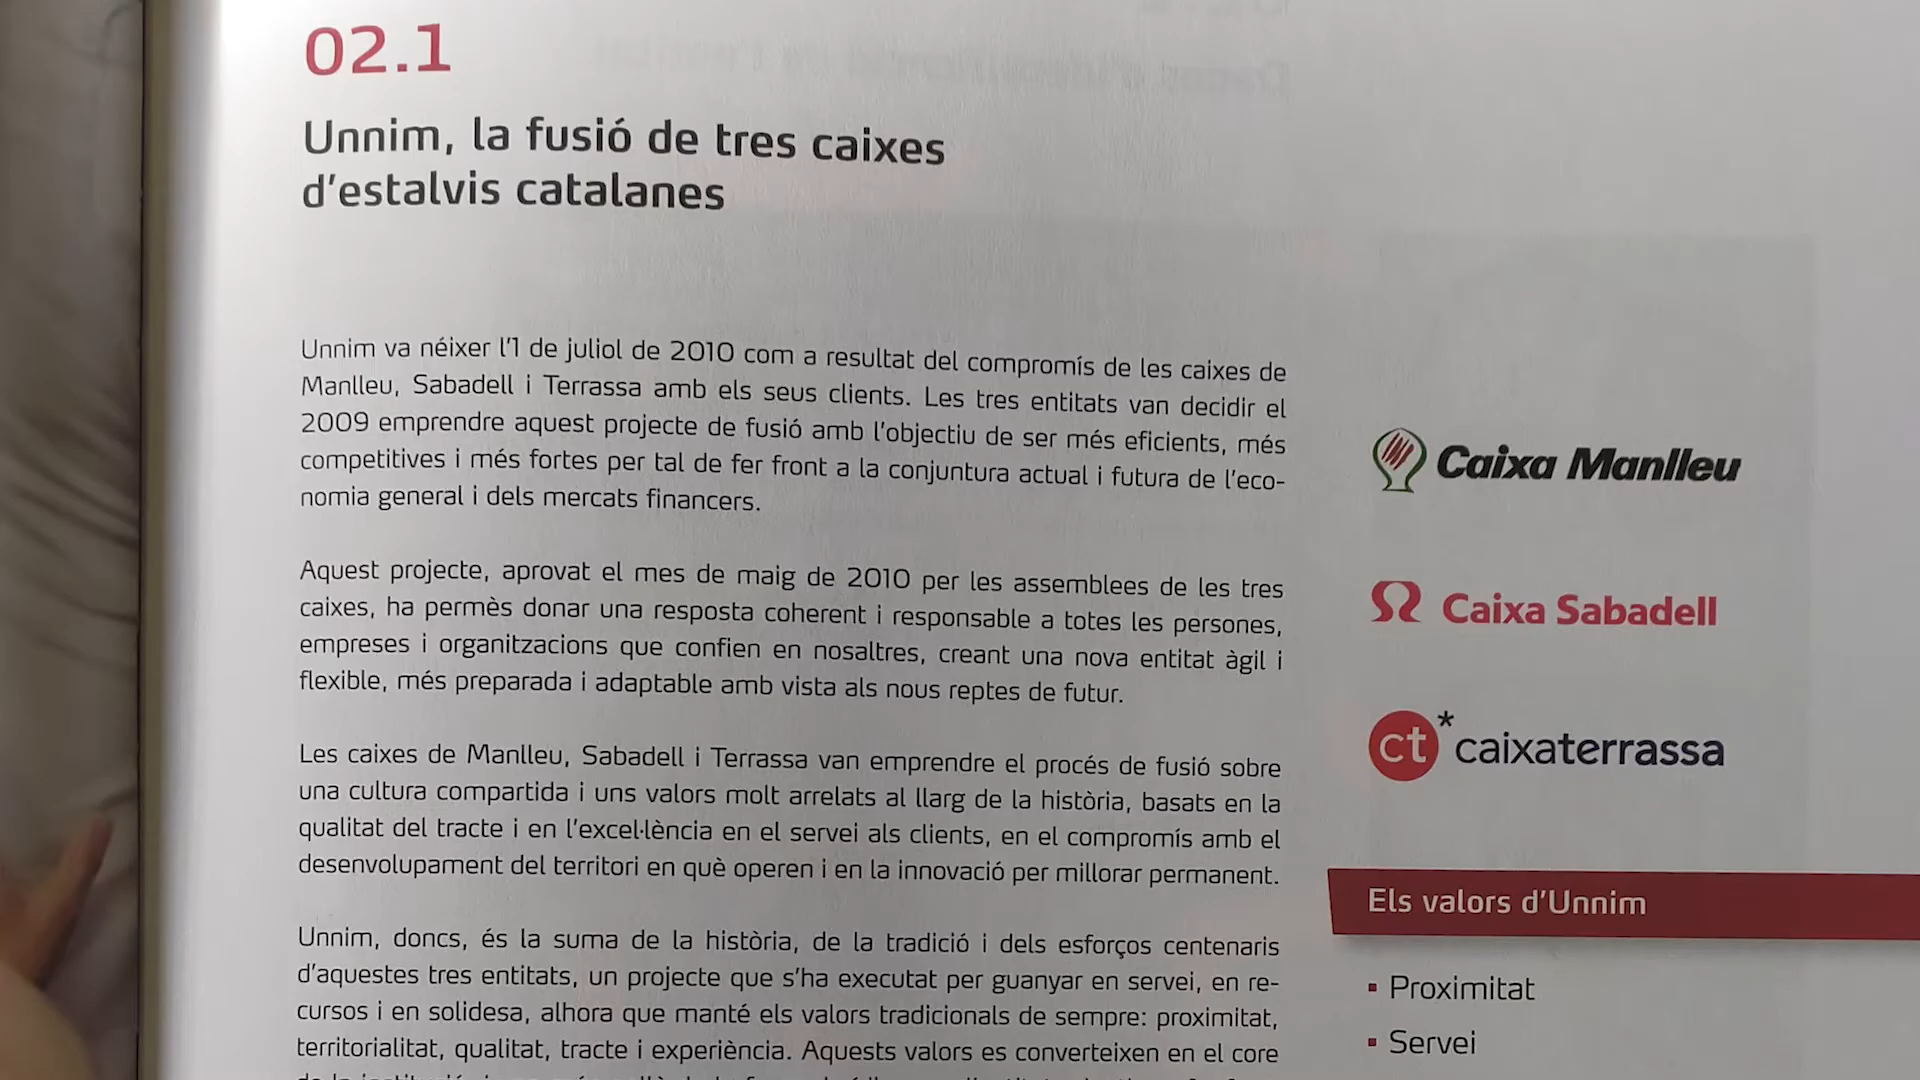 02.1
Unnim, la fusió de tres caixes
d'estalvis catalanes
Unnim va néixer l'1 de juliol de 2010 com a resultat del compromís de les caixes de
Manlleu, Sabadell i Terrassa amb els seus clients. Les tres entitats van decidir el
2009 emprendre aquest projecte de fusió amb l'objectiu de ser més eficients, més
competitives i més fortes per tal de fer front a la conjuntura actual i futura de l'eco-
nomia general i dels mercats financers.
Aquest projecte, aprovat el mes de maig de 2010 per les assemblees de les tres
caixes, ha permès donar una resposta coherent i responsable a totes les persones,
empreses i organitzacions que confien en nosaltres, creant una nova entitat àgil i
flexible, més preparada i adaptable amb vista als nous reptes de futur.
Les caixes de Manlleu, Sabadell i Terrassa van emprendre el procés de fusió sobre
una cultura compartida i uns valors molt arrelats al llarg de la història, basats en la
qualitat del tracte i en l'excel·lència en el servei als clients, en el compromís amb el
desenvolupament del territori en què operen i en la innovació per millorar permanent.
Unnim, doncs, és la suma de la història, de la tradició i dels esforços centenaris
d'aquestes tres entitats, un projecte que s'ha executat per guanyar en servei, en re-
cursos i en solidesa, alhora que manté els valors tradicionals de sempre: proximitat,
territorialitat, qualitat, tracte i experiència. Aquests valors es converteixen en el core
Caixa Manlleu
Caixa Sabadell
ct* caixaterrassa
Els valors d'Unnim
▪ Proximitat
▪ Servei